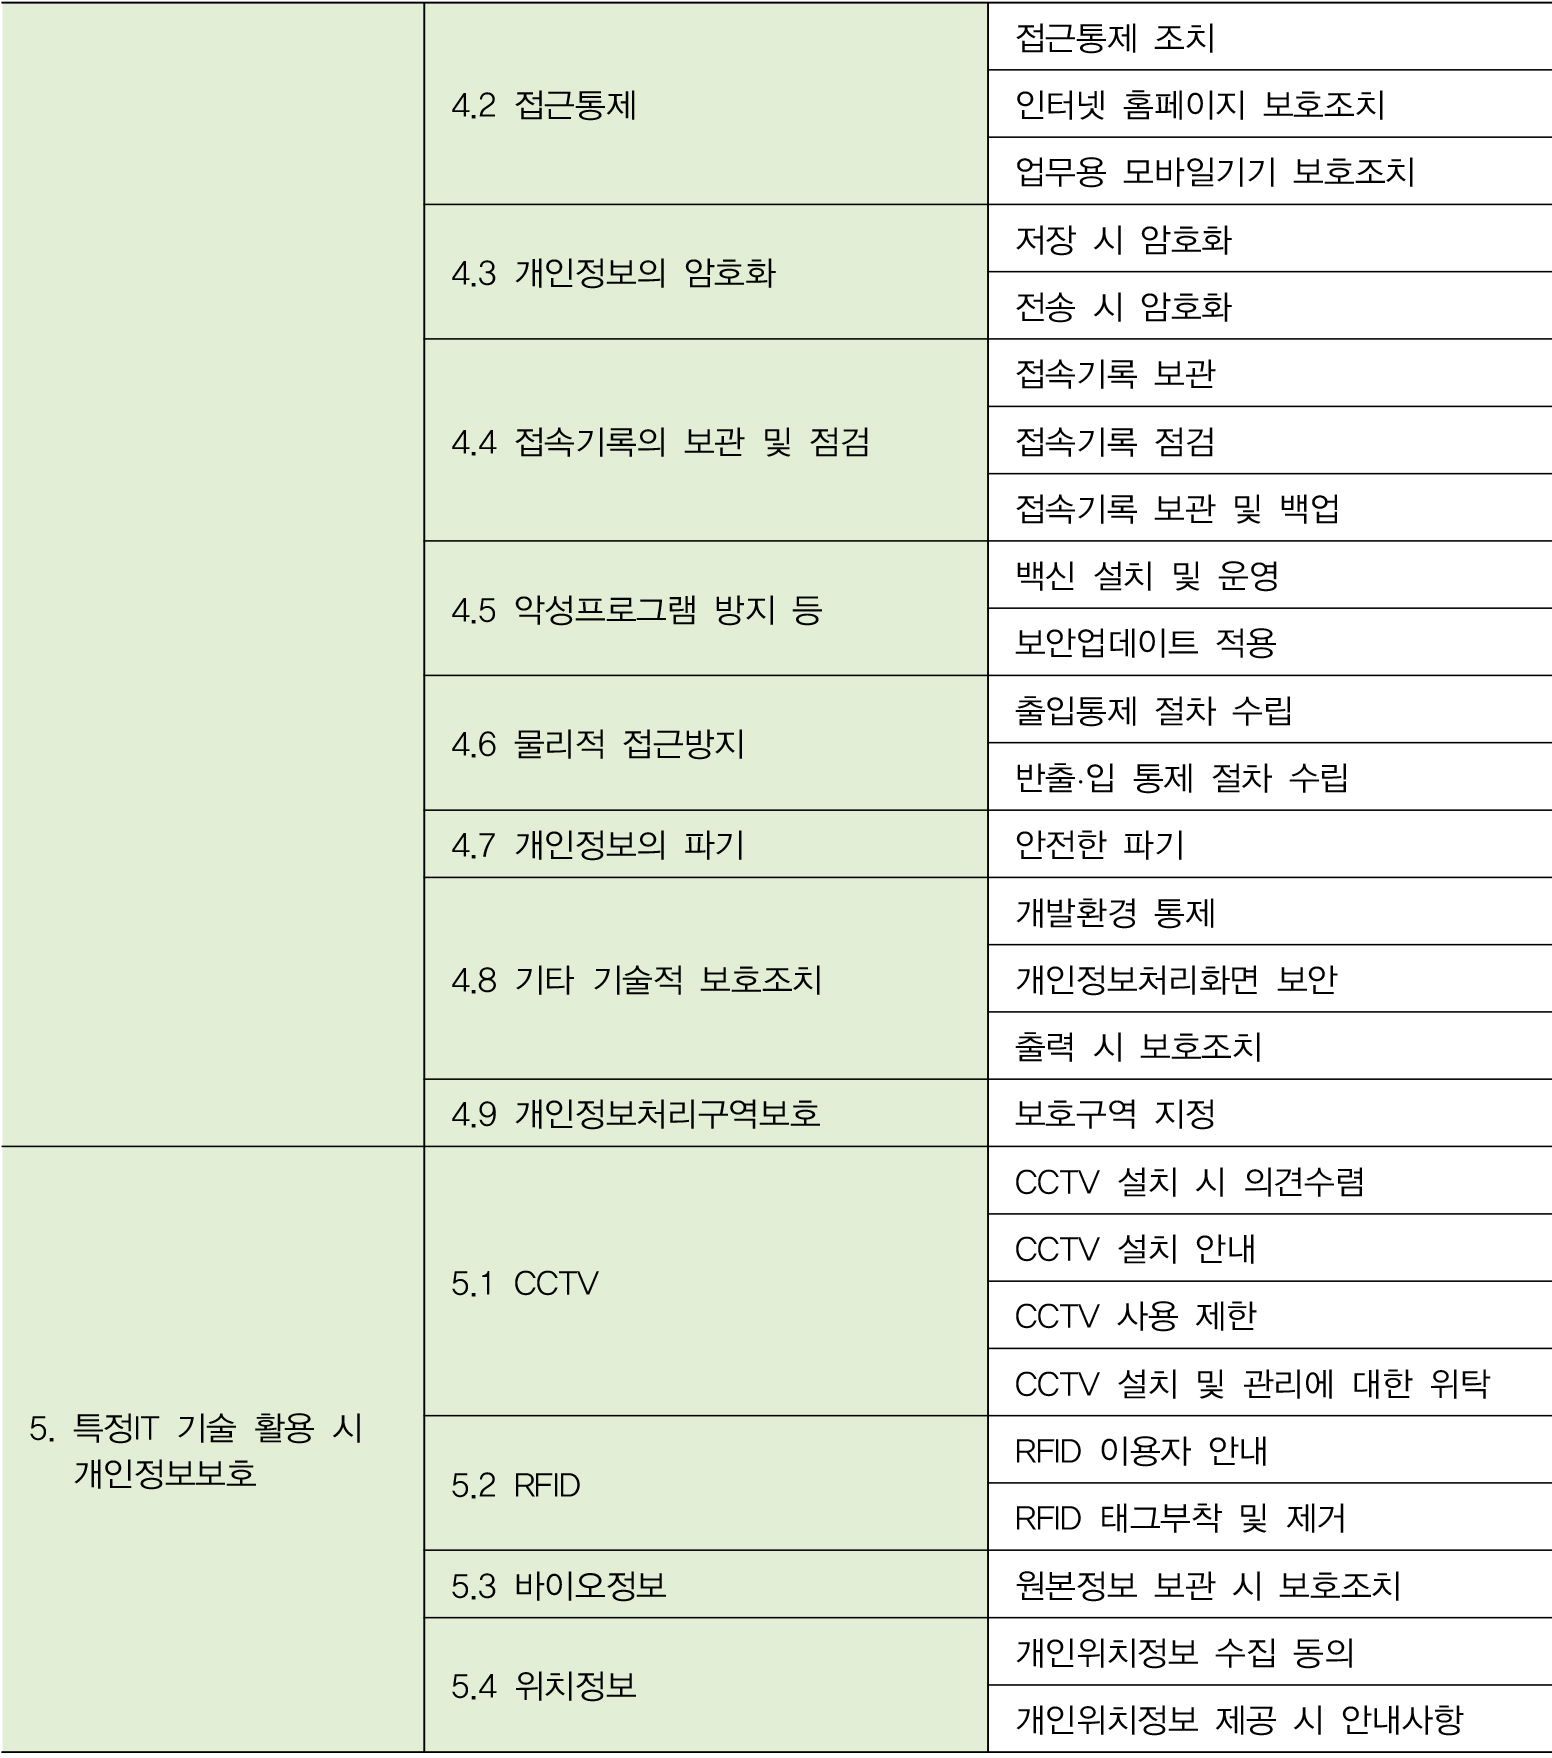 4.2 접근통제
접근통제 조치
인터넷 홈페이지 보호조치
업무용 모바일기기 보호조치
4.3 개인정보의 암호화
저장 시 암호화
전송 시 암호화
4.4 접속기록의 보관 및 점검
접속기록 보관
접속기록 점검
접속기록 보관 및 백업
4.5 악성프로그램 방지 등
백신 설치 및 운영
보안업데이트 적용
4.6 물리적 접근방지
출입통제 절차 수립
반출·입 통제 절차 수립
4.7 개인정보의 파기
안전한 파기
4.8 기타 기술적 보호조치
개발환경 통제
개인정보처리화면 보안
출력 시 보호조치
4.9 개인정보처리구역보호
보호구역 지정
5. 특정IT 기술 활용 시
개인정보보호
5.1 CCTV
CCTV 설치 시 의견수렴
CCTV 설치 안내
CCTV 사용 제한
CCTV 설치 및 관리에 대한 위탁
5.2 RFID
RFID 이용자 안내
RFID 태그부착 및 제거
5.3 바이오정보
원본정보 보관 시 보호조치
5.4 위치정보
개인위치정보 수집 동의
개인위치정보 제공 시 안내사항